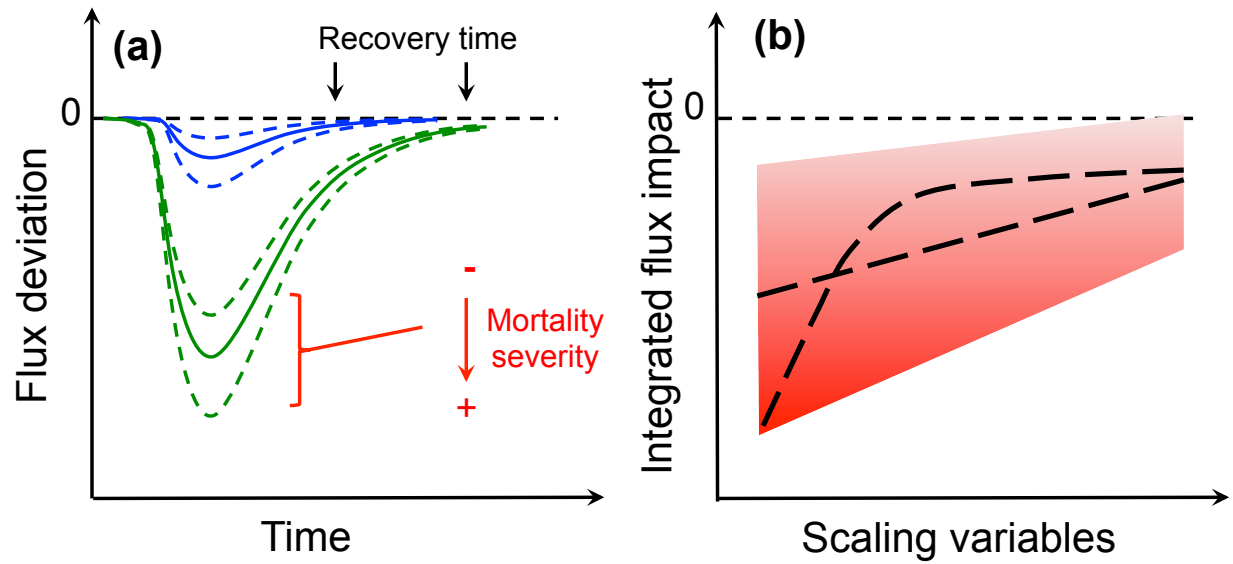 (a)
Recovery time
0
Flux deviation
-
Mortality
severity
+
Time
(b)
0
Integrated flux impact
Scaling variables